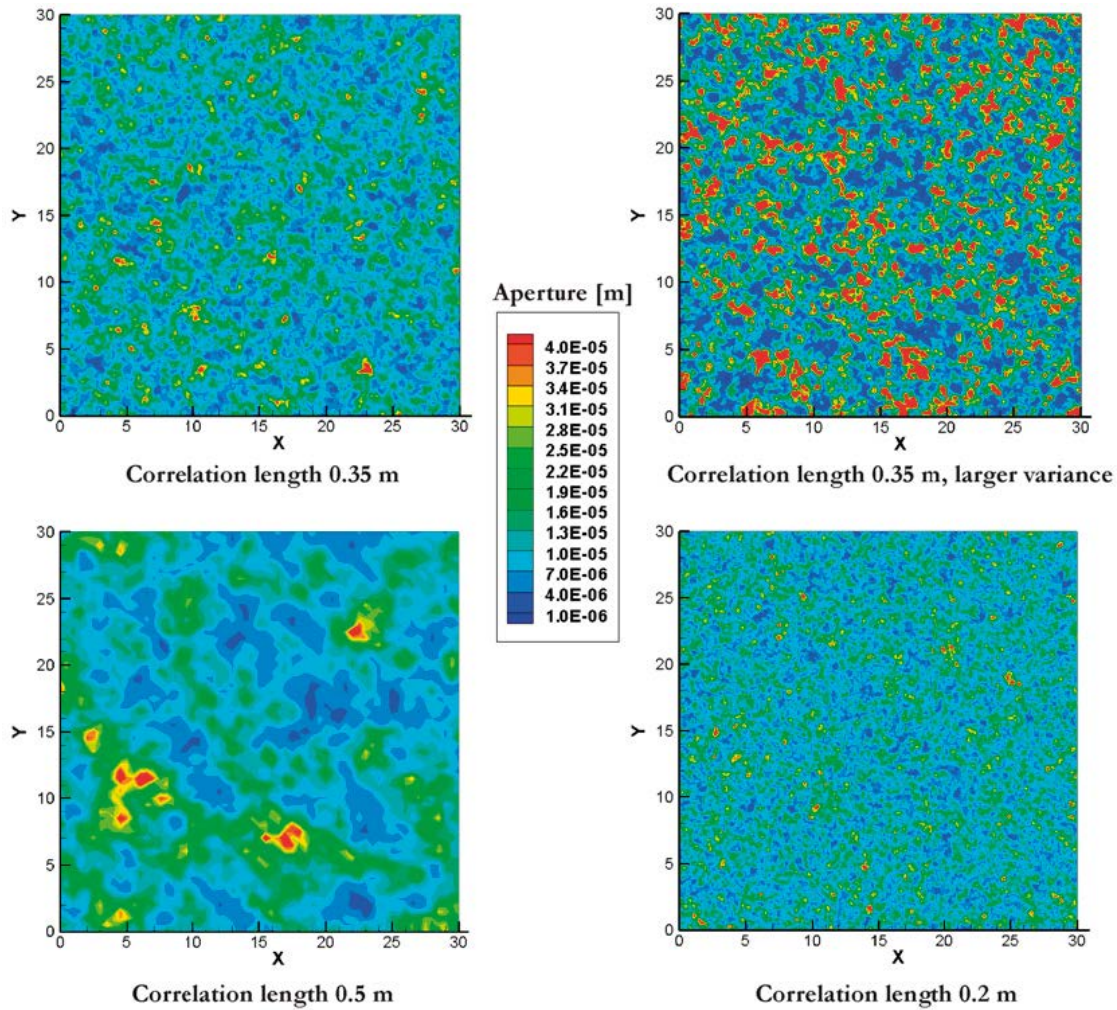 30
25
20
15
10
5
0
Y
0 5 10 15 20 25 30
X
Correlation length 0.35 m
30
25
20
15
10
5
0
Y
0 5 10 15 20 25 30
X
Correlation length 0.35 m, larger variance
Aperture [m]
4.0E-05
3.7E-05
3.4E-05
3.1E-05
2.8E-05
2.5E-05
2.2E-05
1.9E-05
1.6E-05
1.3E-05
1.0E-05
7.0E-06
4.0E-06
1.0E-06
30
25
20
15
10
5
0
Y
0 5 10 15 20 25 30
X
Correlation length 0.5 m
30
25
20
15
10
5
0
Y
0 5 10 15 20 25 30
X
Correlation length 0.2 m